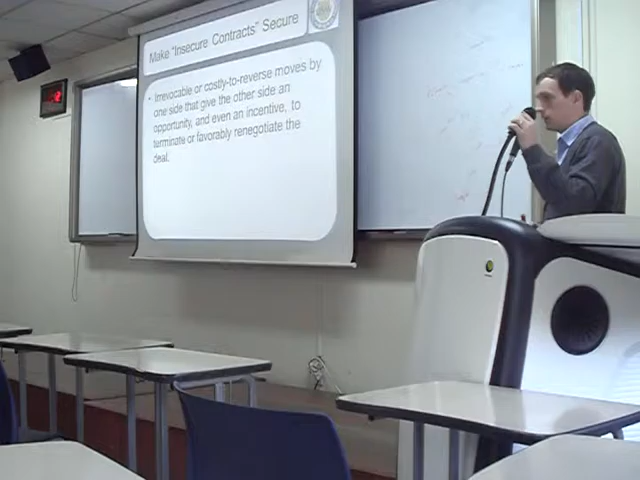 Make "Insecure Contracts" Secure
• Irrevocable or costly-to-reverse moves by
one side that give the other side an
opportunity, and even an incentive, to
terminate or favorably renegotiate the
deal.